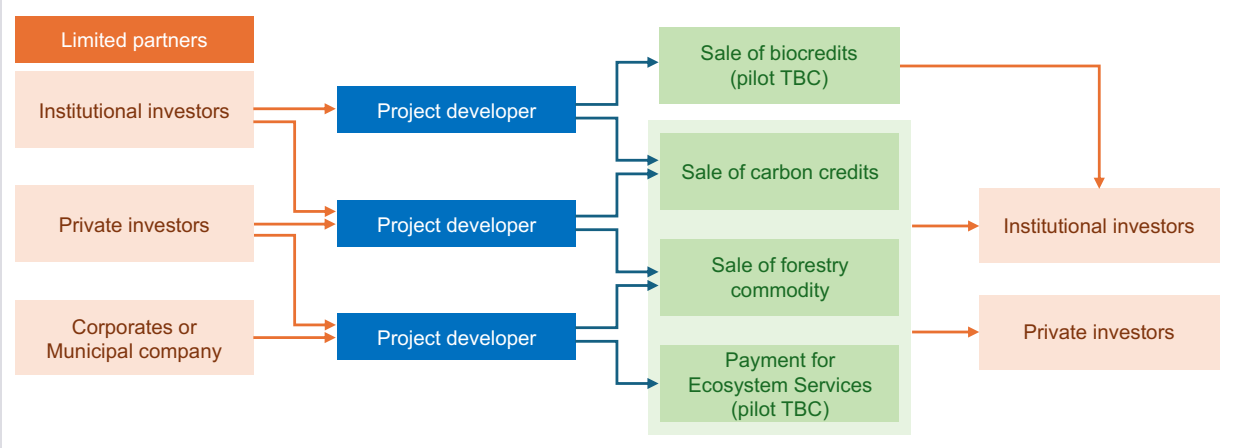 Limited partners
Institutional investors
Private investors
Corporates or
Municipal company
Project developer
Project developer
Project developer
Sale of biocredits
(pilot TBC)
Sale of carbon credits
Sale of forestry
commodity
Payment for
Ecosystem Services
(pilot TBC)
Institutional investors
Private investors